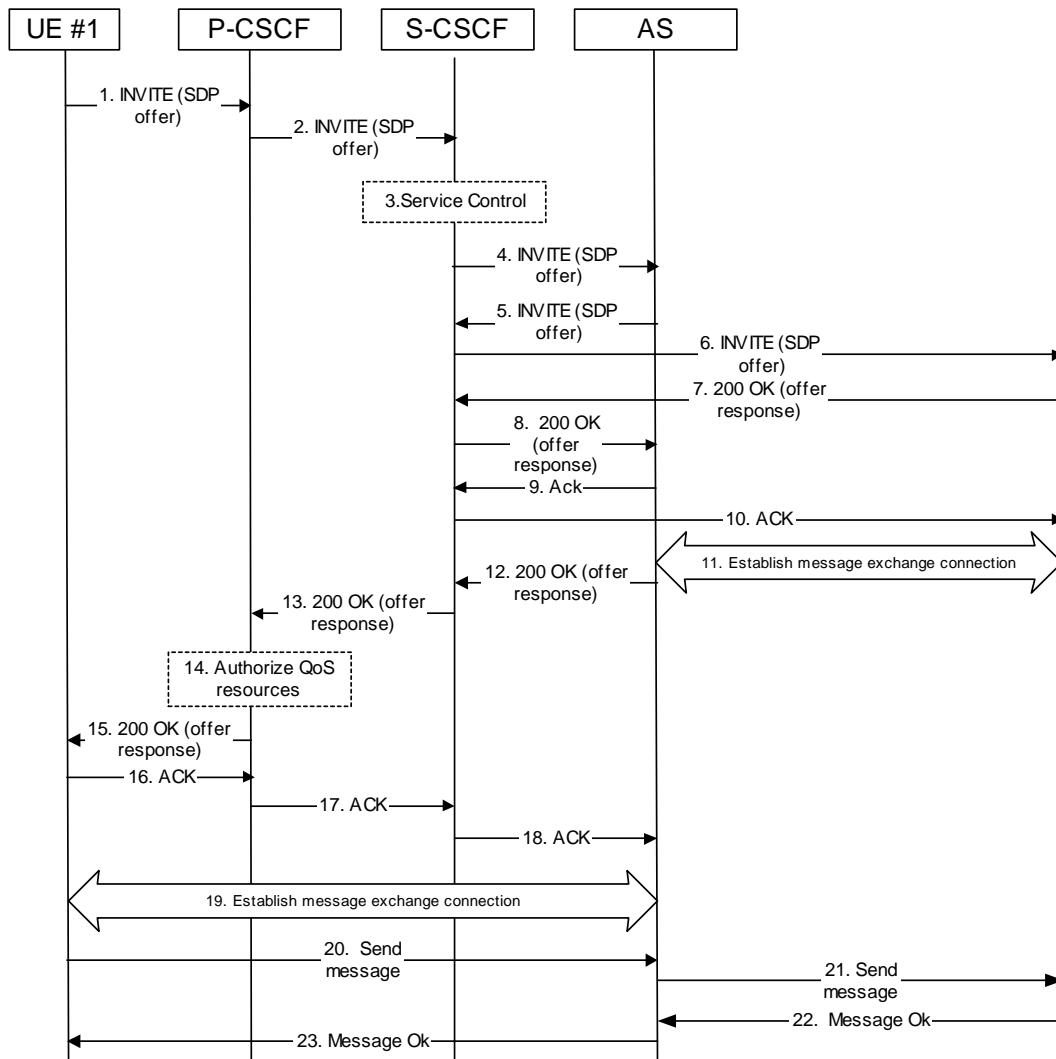 UE #1
P-CSCF
S-CSCF
AS
1. INVITE (SDP
offer)
2. INVITE (SDP
offer)
3.Service Control
4. INVITE (SDP
offer)
5. INVITE (SDP
offer)
6. INVITE (SDP
offer)
7. 200 OK (offer
response)
8. 200 OK
(offer
response)
9. Ack
10. ACK
11. Establish message exchange connection
12. 200 OK (offer
response)
13. 200 OK (offer
response)
14. Authorize QoS
resources
15. 200 OK (offer
response)
16. ACK
17. ACK
18. ACK
19. Establish message exchange connection
20. Send
message
21. Send
message
22. Message Ok
23. Message Ok